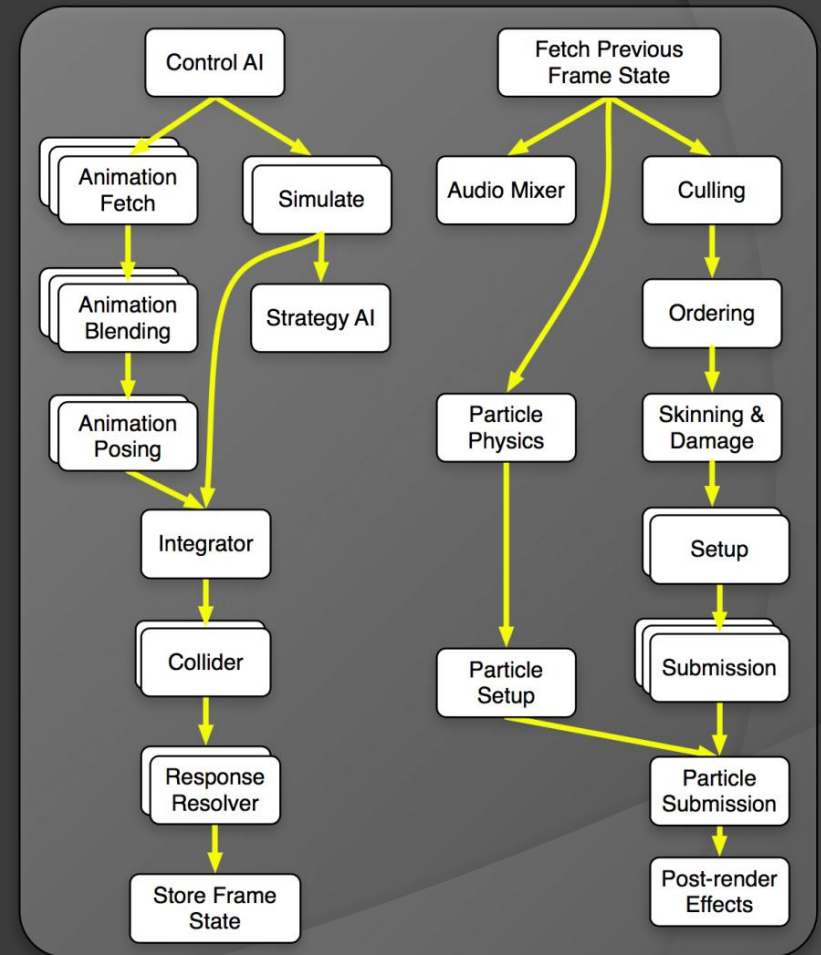 Control AI
Fetch Previous
Frame State
Animation
Fetch
Simulate
Audio Mixer
Culling
Animation
Blending
Strategy AI
Ordering
Animation
Posing
Particle
Physics
Skinning &
Damage
Integrator
Setup
Collider
Particle
Setup
Submission
Response
Resolver
Particle
Submission
Store Frame
State
Post-render
Effects